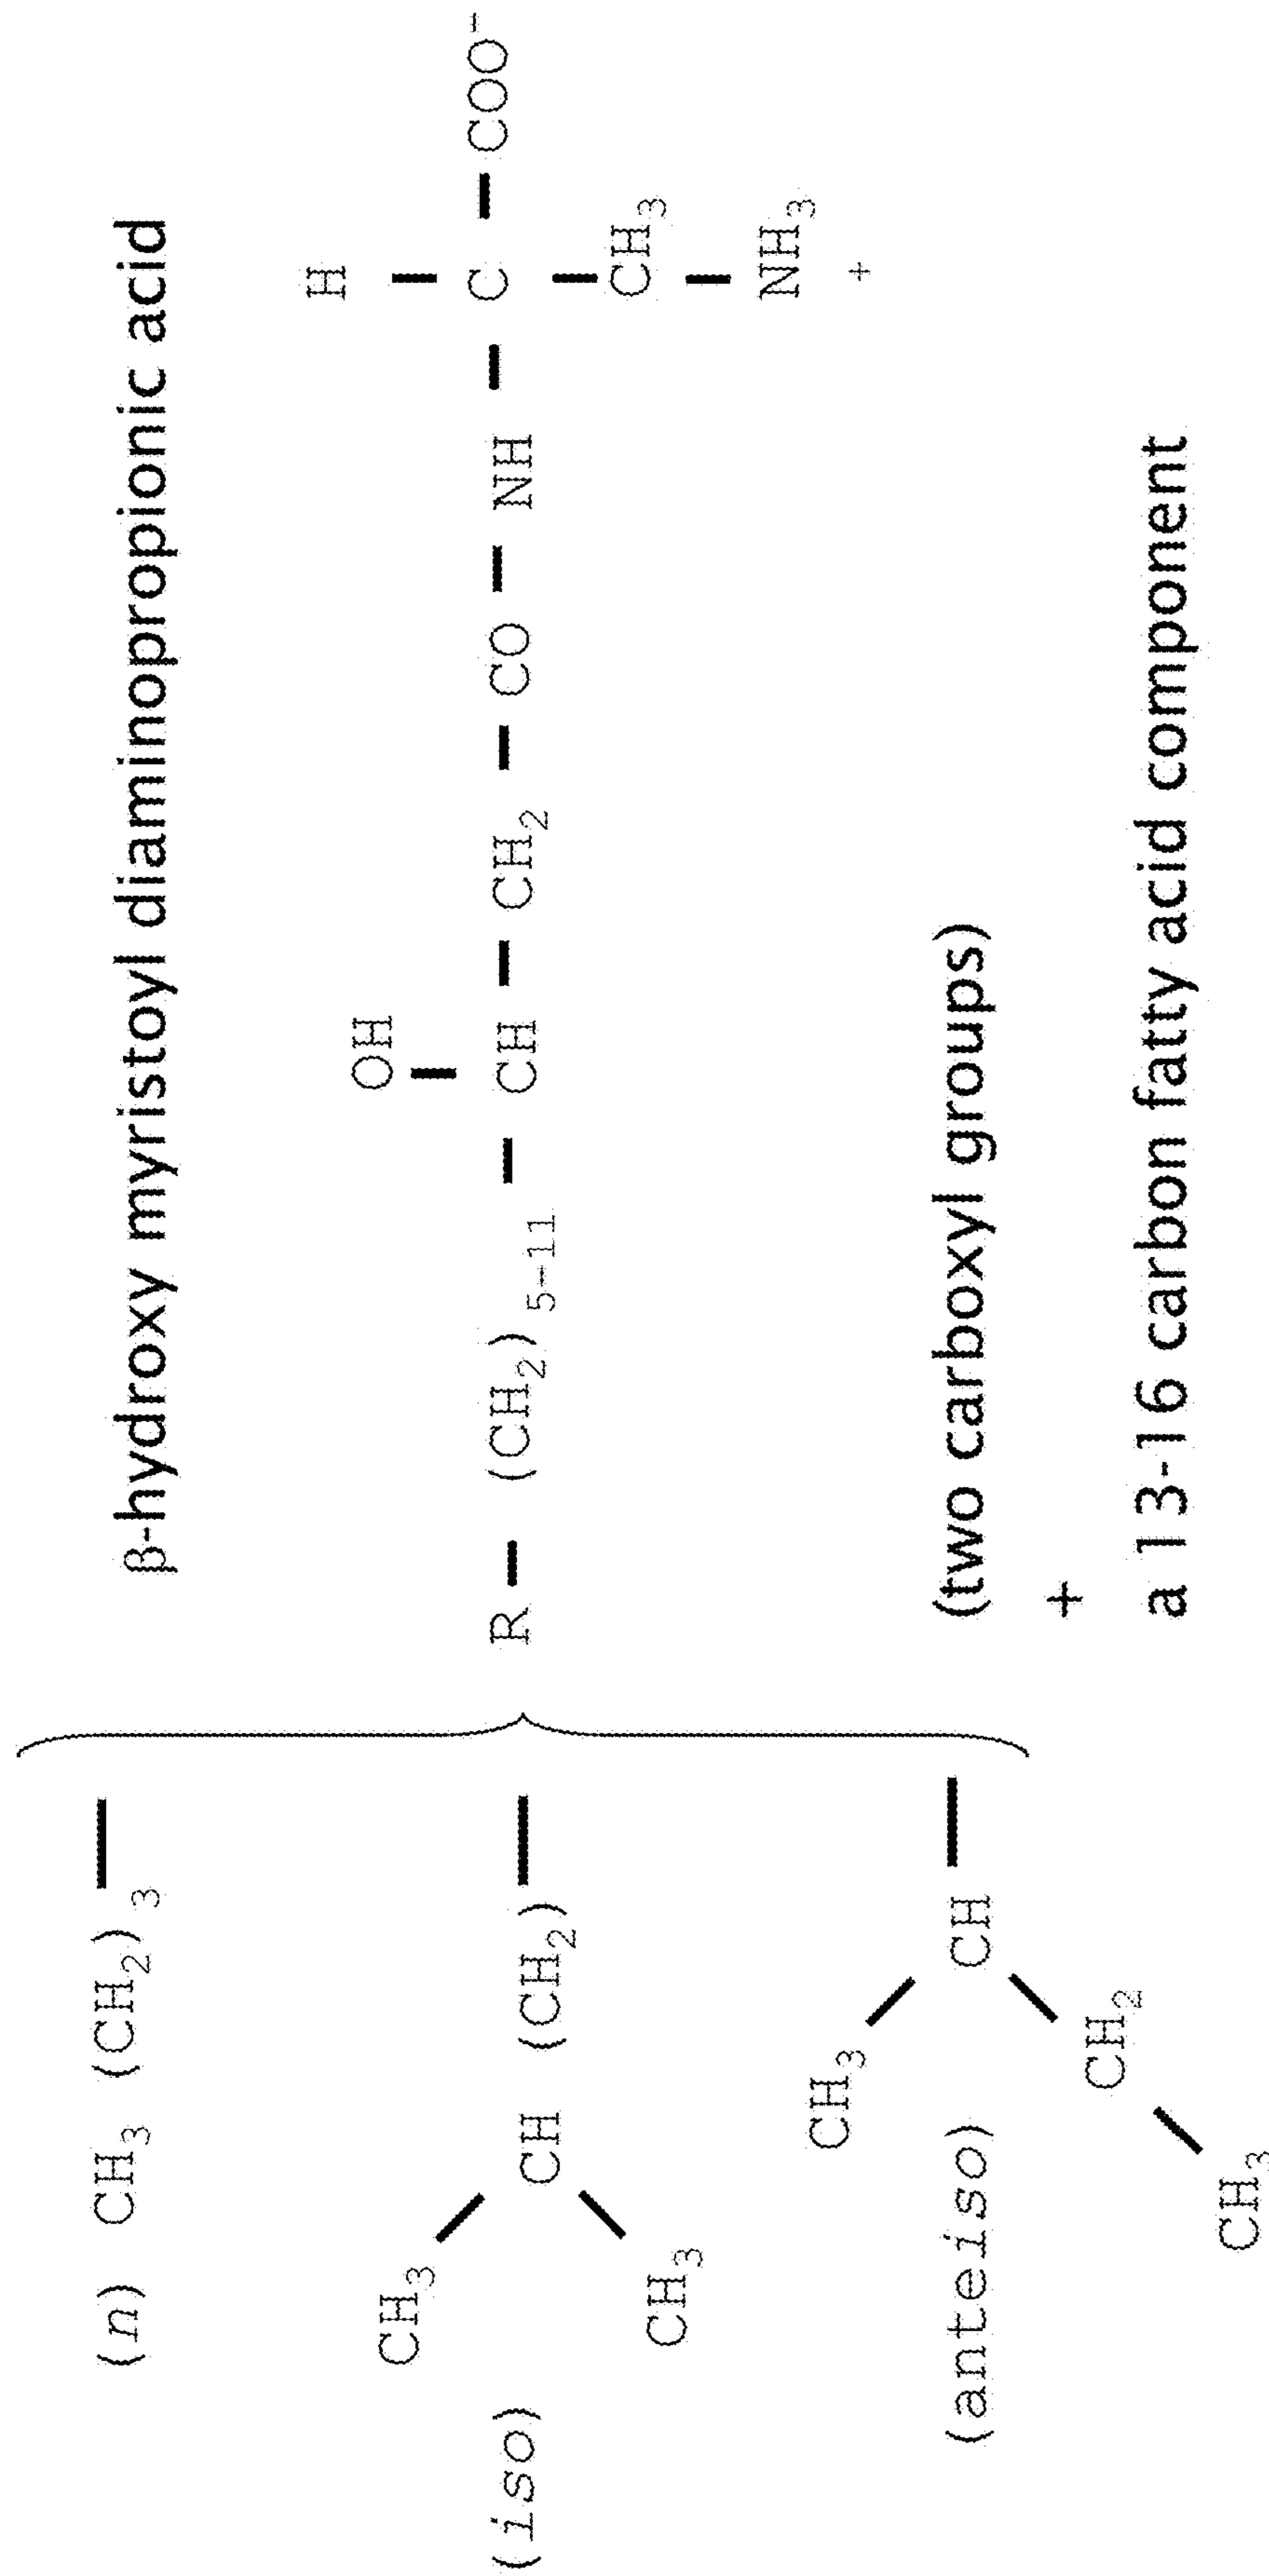 β-hydroxy myristoyl diaminopropionic acid
(n) CH₃ (CH₂)₃
OH H
CH₃
(iso) CH (CH₂) R (CH₂)₅₋₁₁ CH CH₂ CO NH C COO⁻
CH₃
CH₃
NH₃
+
CH₃
(anteiso) CH
CH₂
CH₃
(two carboxyl groups)
+
a 13-16 carbon fatty acid component